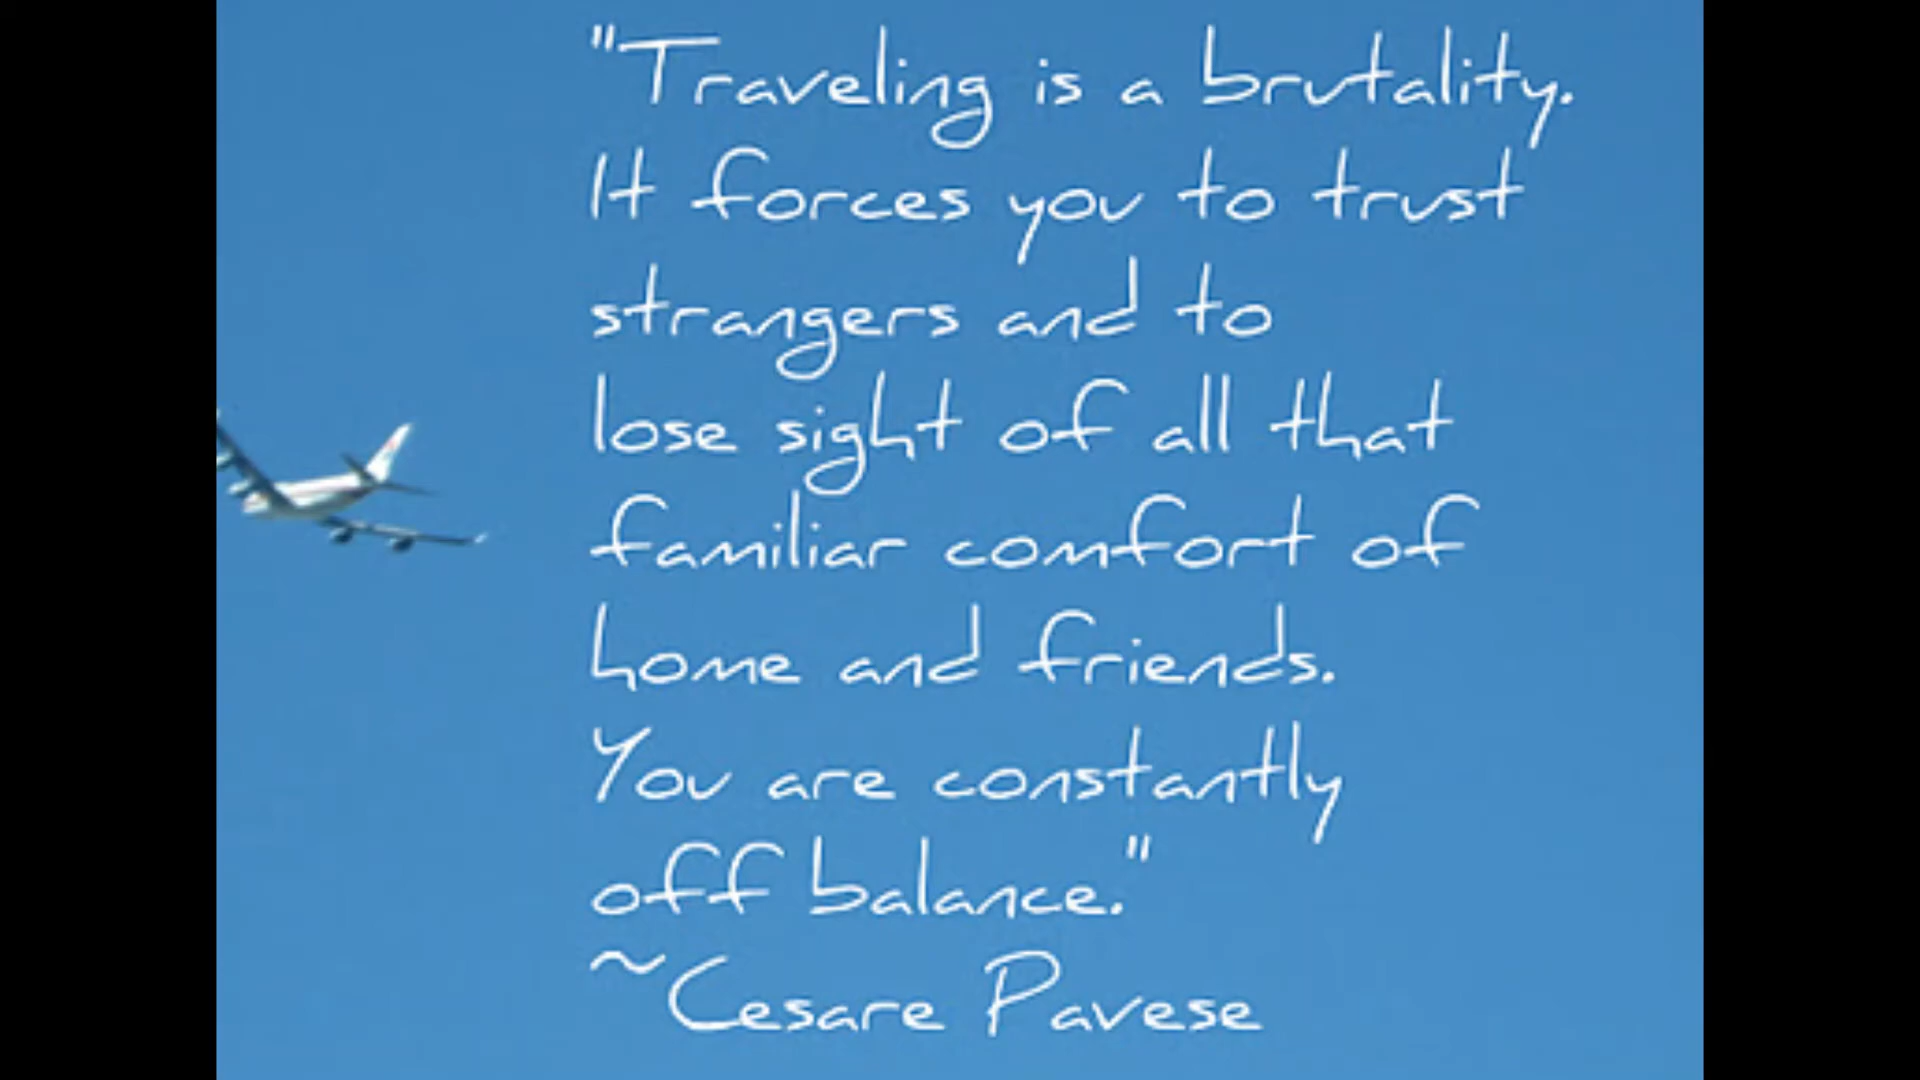 "Traveling is a brutality.
It forces you to trust
strangers and to
lose sight of all that
familiar comfort of
home and friends.
You are constantly
off balance."
~Cesare Pavese